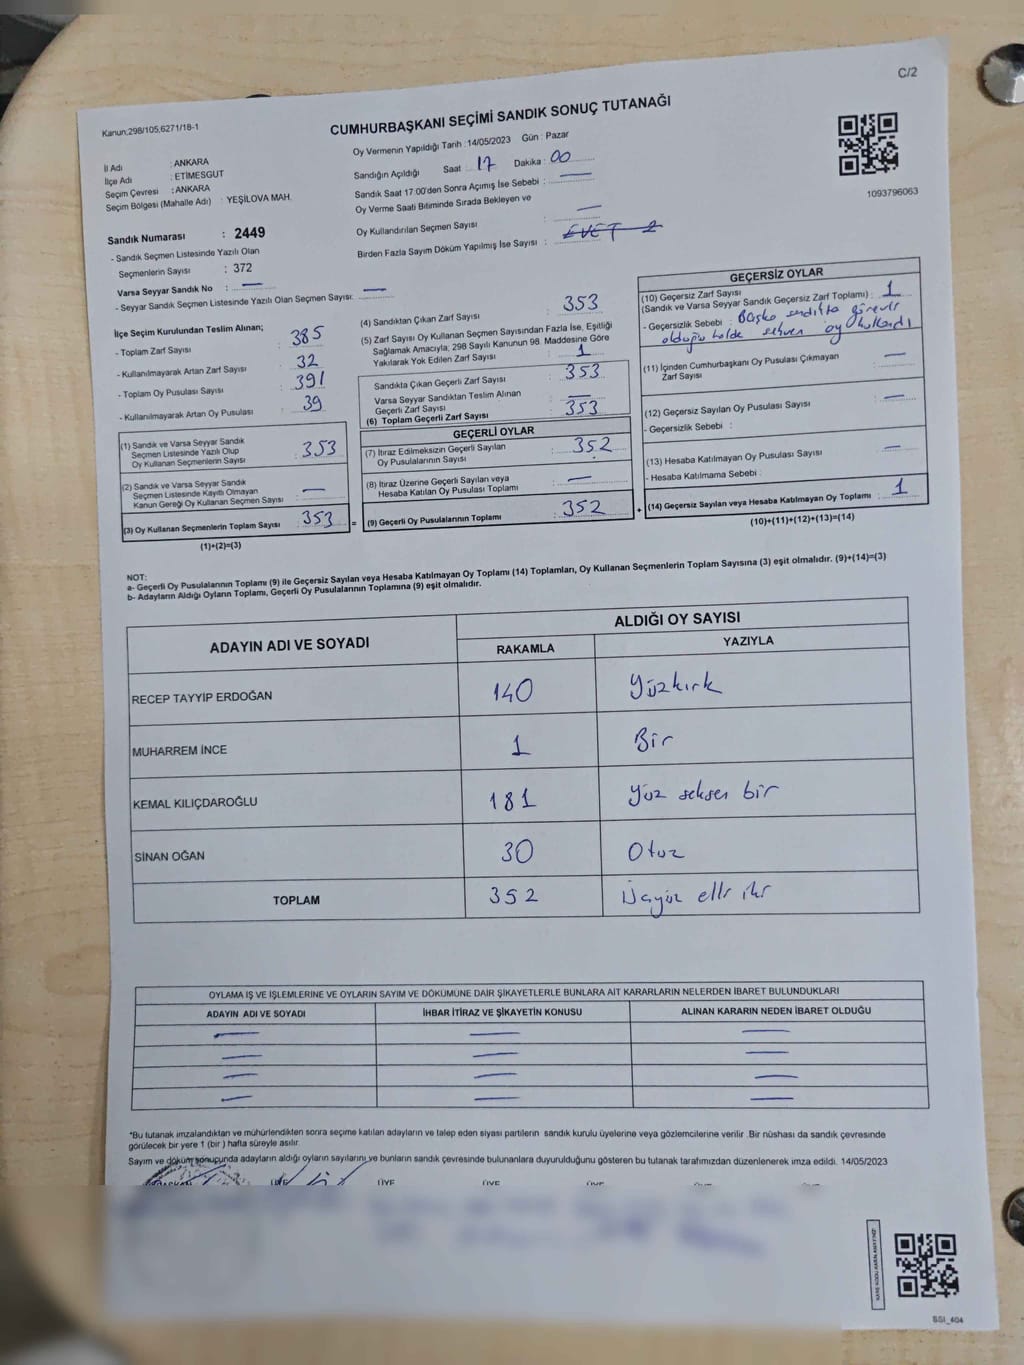 C/2
Kanun;298/105,6271/18-1
CUMHURBAŞKANI SEÇİMİ SANDIK SONUÇ TUTANAĞI
Oy Vermenin Yapıldığı Tarih : 14/05/2023 Gün : Pazar
İl Adı : ANKARA
İlçe Adı : ETİMESGUT
Seçim Çevresi : ANKARA
Seçim Bölgesi (Mahalle Adı) : YEŞİLOVA MAH.
Sandığın Açıldığı Saat : 17 Dakika : 00
Sandık Saat 17:00'den Sonra Açımış İse Sebebi : —
Oy Verme Saati Bitiminde Sırada Bekleyen ve
Oy Kullandırılan Seçmen Sayısı : —
Birden Fazla Sayım Döküm Yapılmış İse Sayısı : EVET 2
1093796063
Sandık Numarası : 2449
- Sandık Seçmen Listesinde Yazılı Olan
Seçmenlerin Sayısı : 372
Varsa Seyyar Sandık No : —
- Seyyar Sandık Seçmen Listesinde Yazılı Olan Seçmen Sayısı: —
İlçe Seçim Kurulundan Teslim Alınan;
- Toplam Zarf Sayısı : 385
- Kullanılmayarak Artan Zarf Sayısı : 32
- Toplam Oy Pusulası Sayısı : 391
- Kullanılmayarak Artan Oy Pusulası : 39
(1) Sandık ve Varsa Seyyar Sandık
Seçmen Listesinde Yazılı Olup
Oy Kullanan Seçmenlerin Sayısı : 353
(2) Sandık ve Varsa Seyyar Sandık
Seçmen Listesinde Kayıtlı Olmayan
Kanun Gereği Oy Kullanan Seçmen Sayısı : —
(3) Oy Kullanan Seçmenlerin Toplam Sayısı : 353 =
(1)+(2)=(3)
(4) Sandıktan Çıkan Zarf Sayısı : 353
(5) Zarf Sayısı Oy Kullanan Seçmen Sayısından Fazla İse, Eşitliği
Sağlamak Amacıyla; 298 Sayılı Kanunun 98. Maddesine Göre
Yakılarak Yok Edilen Zarf Sayısı : 1
Sandıkta Çıkan Geçerli Zarf Sayısı : 353
Varsa Seyyar Sandıktan Teslim Alınan
Geçerli Zarf Sayısı : —
(6) Toplam Geçerli Zarf Sayısı : 353
GEÇERLİ OYLAR
(7) İtiraz Edilmeksizin Geçerli Sayılan
Oy Pusulalarının Sayısı : 352
(8) İtiraz Üzerine Geçerli Sayılan veya
Hesaba Katılan Oy Pusulası Toplamı : —
(9) Geçerli Oy Pusulalarının Toplamı : 352 +
GEÇERSİZ OYLAR
(10) Geçersiz Zarf Sayısı
(Sandık ve Varsa Seyyar Sandık Geçersiz Zarf Toplamı) : 1
- Geçersizlik Sebebi : Başka sandıkta görevli
olduğu halde sehven oy kullandı
(11) İçinden Cumhurbaşkanı Oy Pusulası Çıkmayan
Zarf Sayısı : —
(12) Geçersiz Sayılan Oy Pusulası Sayısı : —
- Geçersizlik Sebebi :
(13) Hesaba Katılmayan Oy Pusulası Sayısı : —
- Hesaba Katılmama Sebebi :
(14) Geçersiz Sayılan veya Hesaba Katılmayan Oy Toplamı : 1
(10)+(11)+(12)+(13)=(14)
NOT:
a- Geçerli Oy Pusulalarının Toplamı (9) ile Geçersiz Sayılan veya Hesaba Katılmayan Oy Toplamı (14) Toplamları, Oy Kullanan Seçmenlerin Toplam Sayısına (3) eşit olmalıdır. (9)+(14)=(3)
b- Adayların Aldığı Oyların Toplamı, Geçerli Oy Pusulalarının Toplamına (9) eşit olmalıdır.
ADAYIN ADI VE SOYADI ALDIĞI OY SAYISI
RAKAMLA YAZIYLA
RECEP TAYYİP ERDOĞAN 140 Yüzkırk
MUHARREM İNCE 1 Bir
KEMAL KILIÇDAROĞLU 181 Yüz seksen bir
SİNAN OĞAN 30 Otuz
TOPLAM 352 Üçyüz elli iki
OYLAMA İŞ VE İŞLEMLERİNE VE OYLARIN SAYIM VE DÖKÜMÜNE DAİR ŞİKAYETLERLE BUNLARA AİT KARARLARIN NELERDEN İBARET BULUNDUKLARI
ADAYIN ADI VE SOYADI İHBAR İTİRAZ VE ŞİKAYETİN KONUSU ALINAN KARARIN NEDEN İBARET OLDUĞU
— — —
— — —
— — —
— — —
*Bu tutanak imzalandıktan ve mühürlendikten sonra seçime katılan adayların ve talep eden siyasi partilerin sandık kurulu üyelerine veya gözlemcilerine verilir .Bir nüshası da sandık çevresinde
görülecek bir yere 1 (bir ) hafta süreyle asılır.
Sayım ve döküm sonucunda adayların aldığı oyların sayılarını ve bunların sandık çevresinde bulunanlara duyurulduğunu gösteren bu tutanak tarafımızdan düzenlenerek imza edildi. 14/05/2023
ÜYE ÜYE ÜYE ÜYE
SSI_404